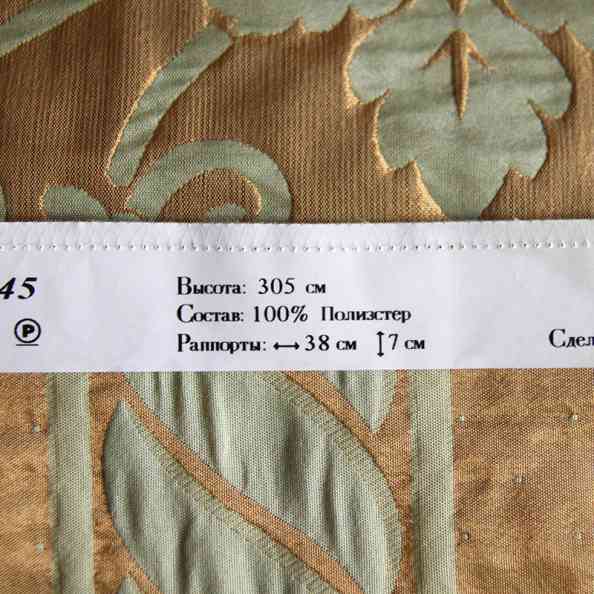 45
Высота: 305 см
Состав: 100% Полиэстер
Раппорты: ↔ 38 см ↕ 7 см
P